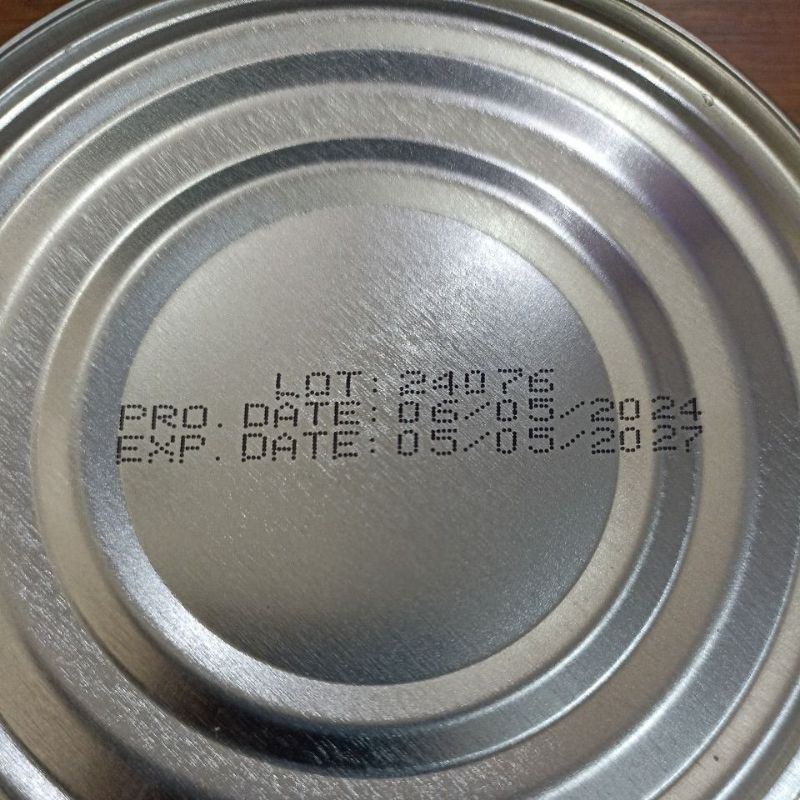 LOT: 24076
PRO. DATE: 06/05/2024
EXP. DATE: 05/05/2027